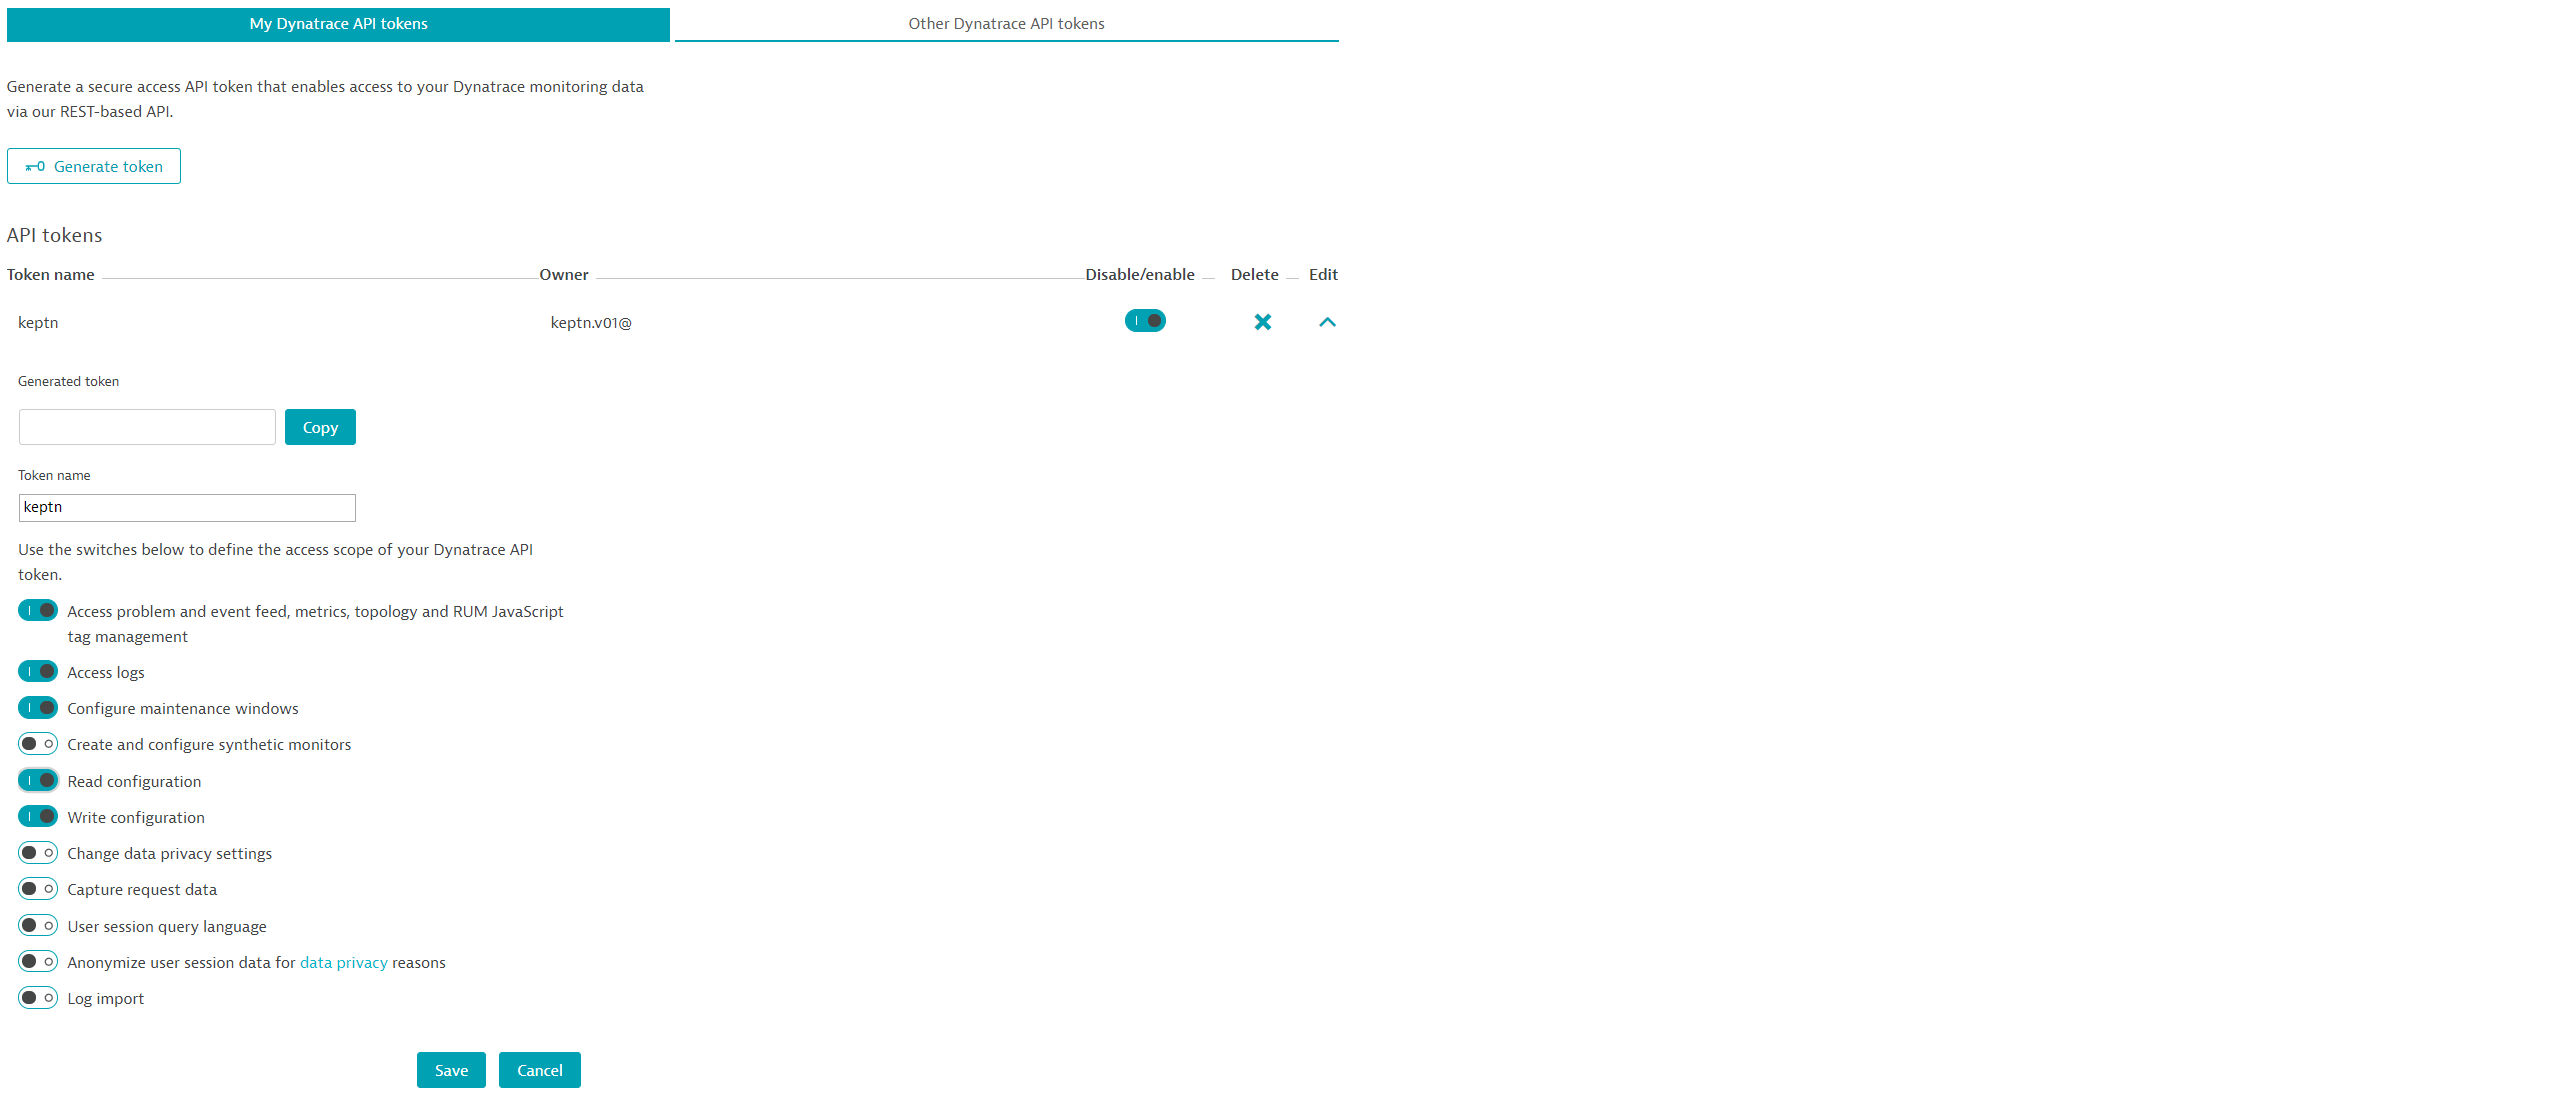 My Dynatrace API tokens
Other Dynatrace API tokens
Generate a secure access API token that enables access to your Dynatrace monitoring data
via our REST-based API.
Generate token
API tokens
Token name Owner Disable/enable Delete Edit
keptn keptn.v01@
Generated token
Copy
Token name
keptn
Use the switches below to define the access scope of your Dynatrace API
token.
Access problem and event feed, metrics, topology and RUM JavaScript
tag management
Access logs
Configure maintenance windows
Create and configure synthetic monitors
Read configuration
Write configuration
Change data privacy settings
Capture request data
User session query language
Anonymize user session data for data privacy reasons
Log import
Save Cancel